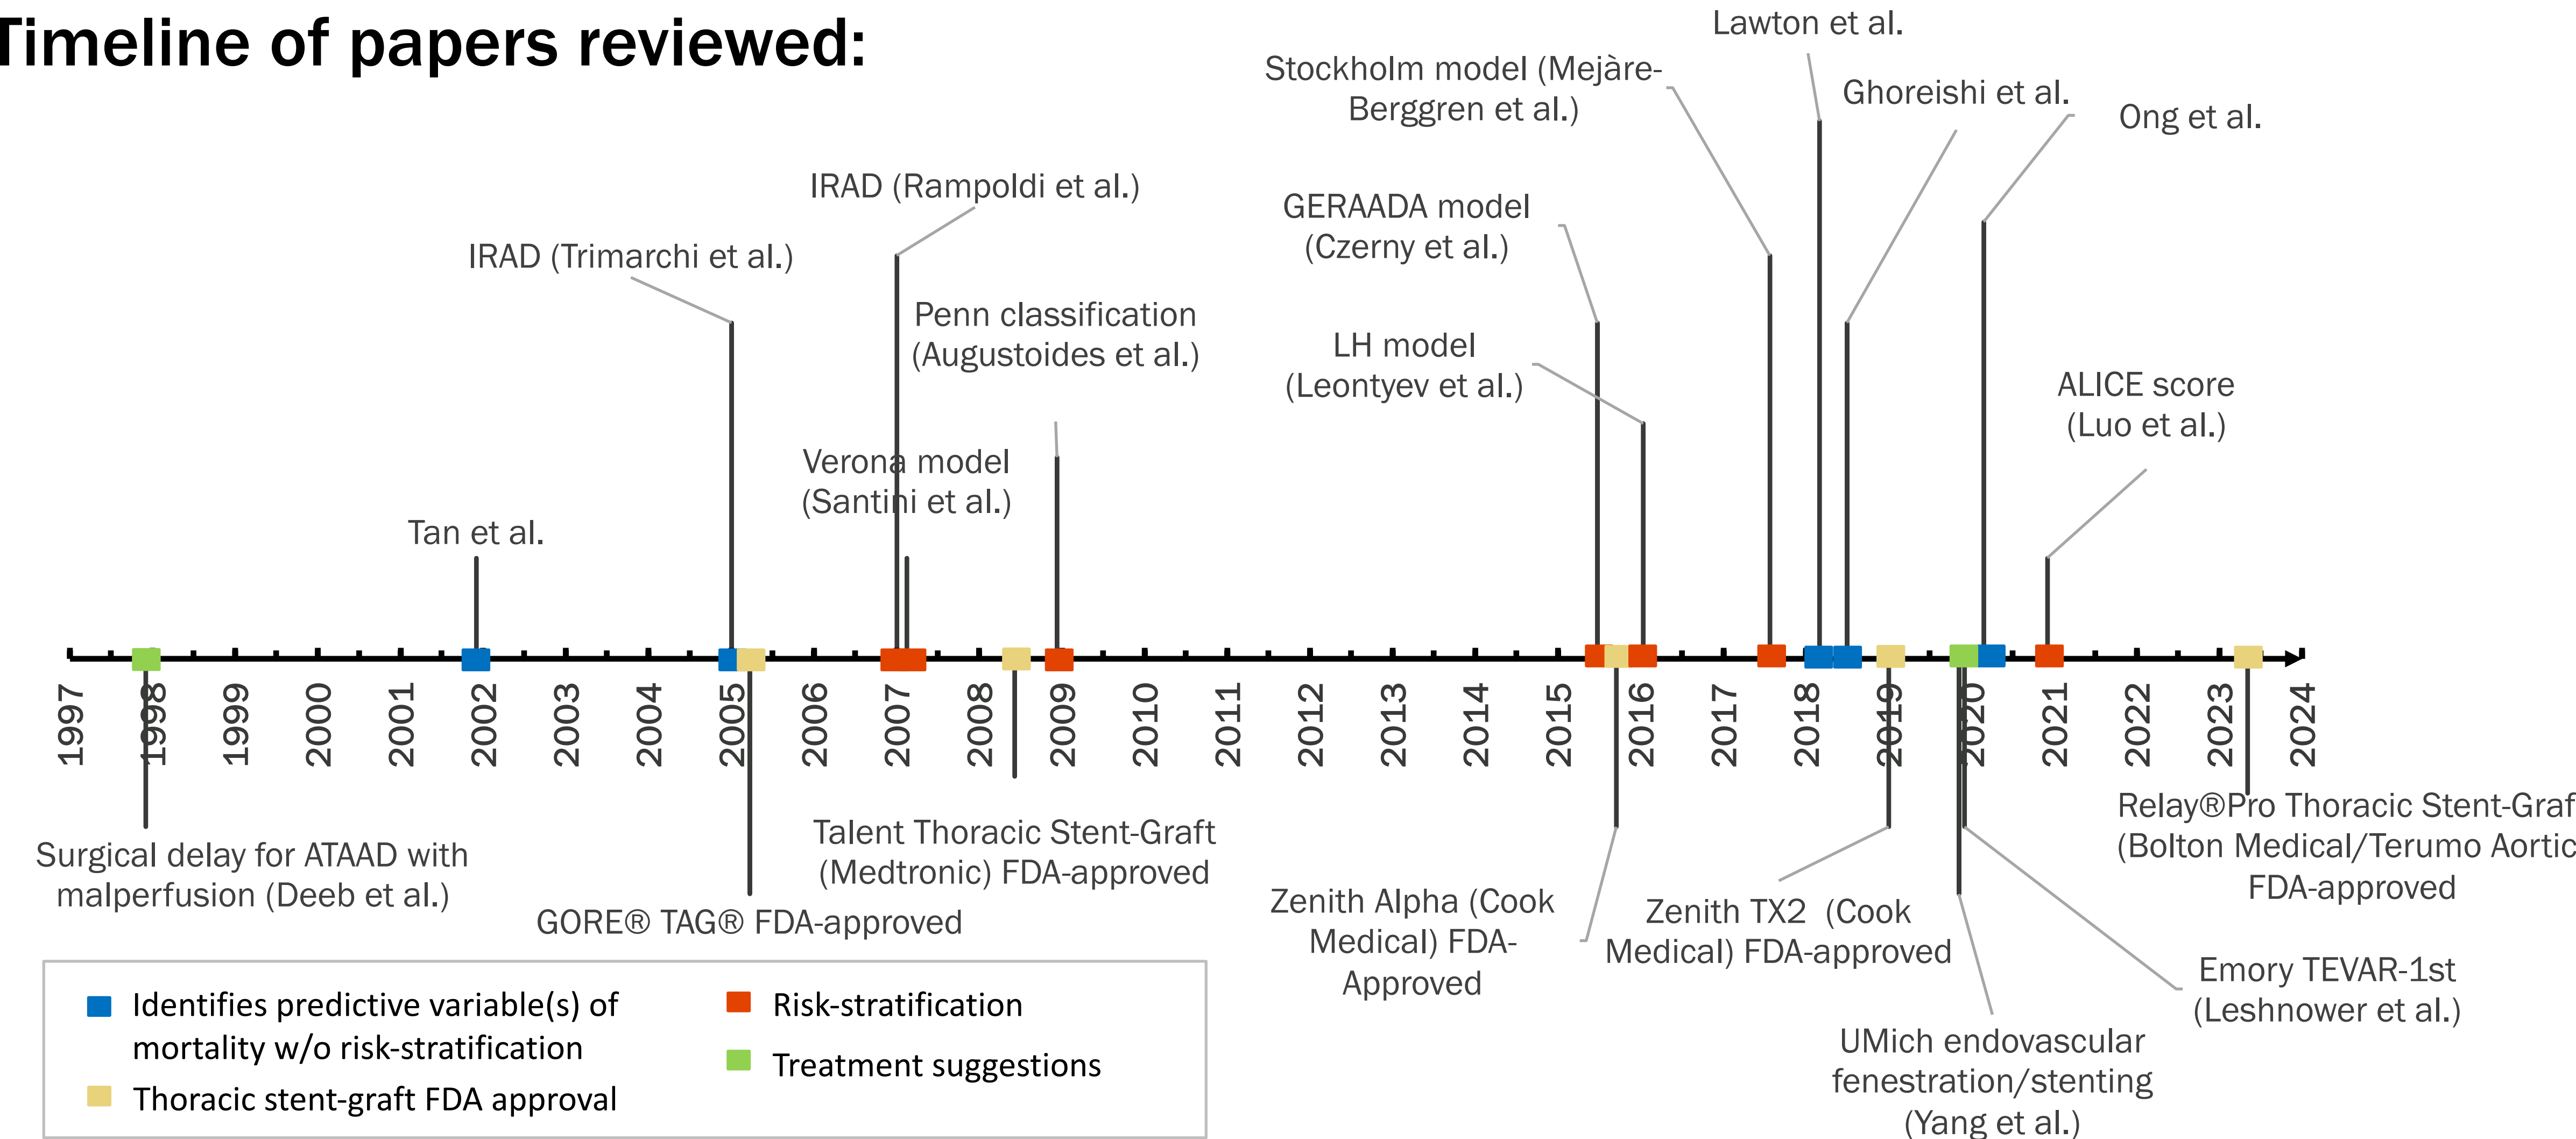 Timeline of papers reviewed:
Lawton et al.
Stockholm model (Mejàre-
Berggren et al.)
Ghoreishi et al.
Ong et al.
IRAD (Rampoldi et al.)
GERAADA model
(Czerny et al.)
IRAD (Trimarchi et al.)
Penn classification
(Augustoides et al.)
LH model
(Leontyev et al.)
ALICE score
(Luo et al.)
Verona model
(Santini et al.)
Tan et al.
1997
1998
1999
2000
2001
2002
2003
2004
2005
2006
2007
2008
2009
2010
2011
2012
2013
2014
2015
2016
2017
2018
2019
2020
2021
2022
2023
2024
Surgical delay for ATAAD with
malperfusion (Deeb et al.)
GORE® TAG® FDA-approved
Talent Thoracic Stent-Graft
(Medtronic) FDA-approved
Zenith Alpha (Cook
Medical) FDA-
Approved
Zenith TX2 (Cook
Medical) FDA-approved
Relay®Pro Thoracic Stent-Graf
(Bolton Medical/Terumo Aortic
FDA-approved
Emory TEVAR-1st
(Leshnower et al.)
UMich endovascular
fenestration/stenting
(Yang et al.)
Identifies predictive variable(s) of
mortality w/o risk-stratification
Thoracic stent-graft FDA approval
Risk-stratification
Treatment suggestions